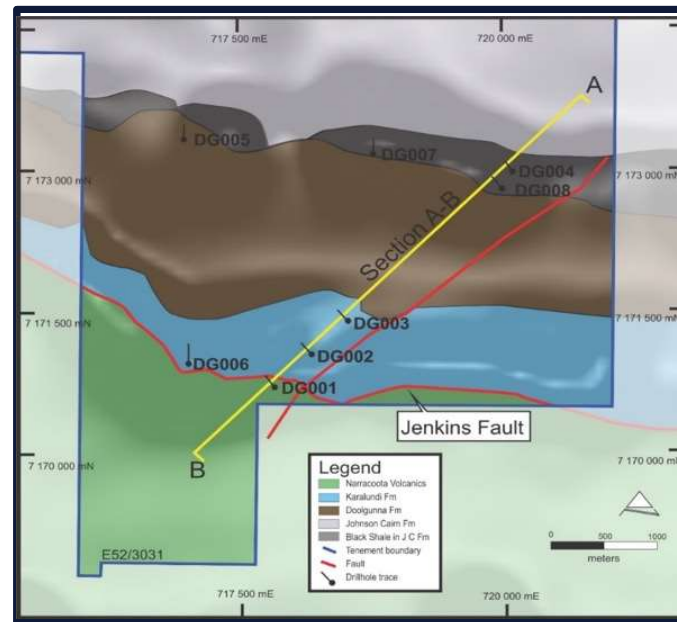 717 500 mE
720 000 mE
A
DG005
DG007
DG004
7 173 000 mN
DG008
7 173 000 mN
Section A-B
7 171 500 mN
DG003
7 171 500 mN
DG002
DG006
DG001
Jenkins Fault
B
7 170 000 mN
7 170 000 mN
Legend
Narracoota Volcanics
Karalundi Fm
Doolgunna Fm
Johnson Cairn Fm
Black Shale in J C Fm
Tenement boundary
Fault
Drillhole trace
0 500 1000
meters
E52/3031
717 500 mE
720 000 mE